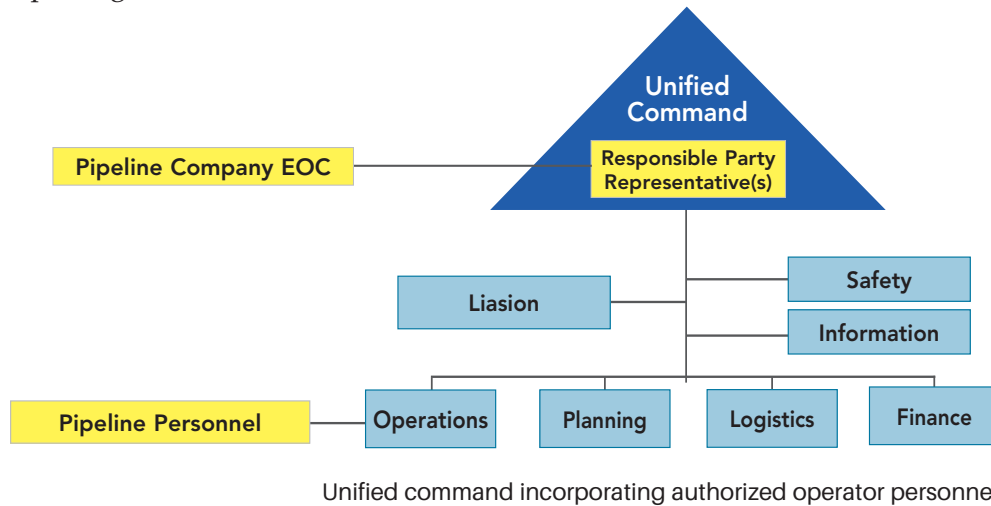 Unified
Command
Pipeline Company EOC
Responsible Party
Representative(s)
Safety
Liasion
Information
Pipeline Personnel
Operations
Planning
Logistics
Finance
Unified command incorporating authorized operator personne